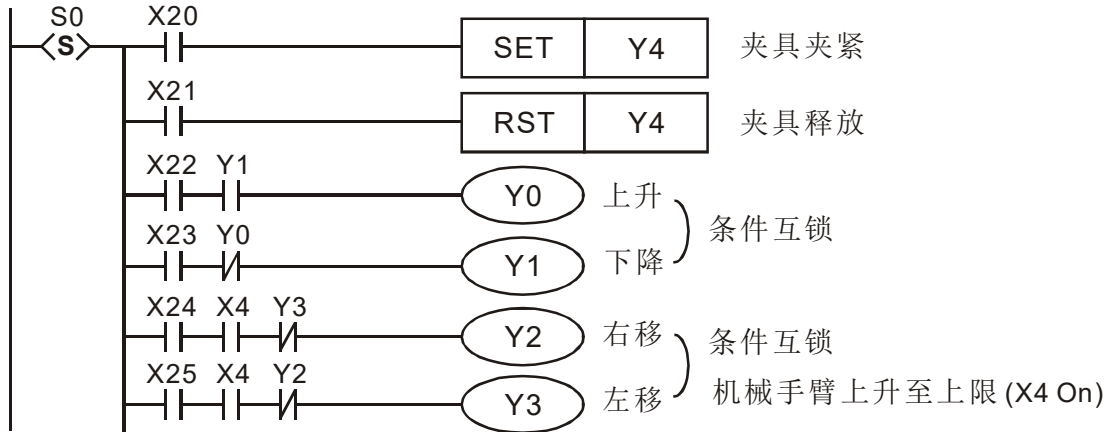 S0 X20
S SET Y4 夹具夹紧
X21
RST Y4 夹具释放
X22 Y1
Y0 上升
条件互锁
X23 Y0
Y1 下降
X24 X4 Y3
Y2 右移
条件互锁
X25 X4 Y2
Y3 左移
机械手臂上升至上限(X4 On)